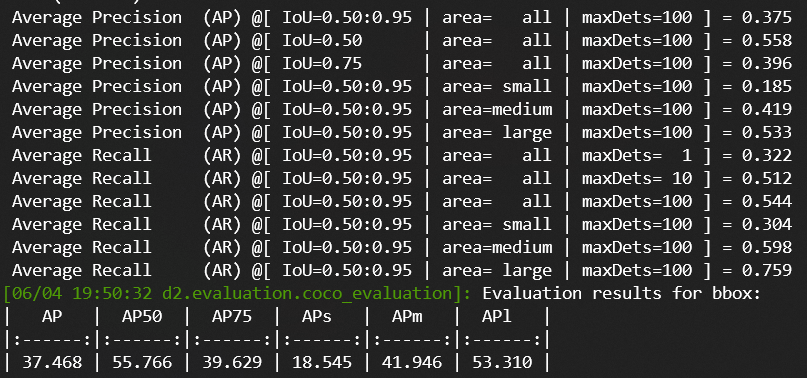 Average Precision  (AP) @[ IoU=0.50:0.95 | area=   all | maxDets=100 ] = 0.375
Average Precision  (AP) @[ IoU=0.50      | area=   all | maxDets=100 ] = 0.558
Average Precision  (AP) @[ IoU=0.75      | area=   all | maxDets=100 ] = 0.396
Average Precision  (AP) @[ IoU=0.50:0.95 | area= small | maxDets=100 ] = 0.185
Average Precision  (AP) @[ IoU=0.50:0.95 | area=medium | maxDets=100 ] = 0.419
Average Precision  (AP) @[ IoU=0.50:0.95 | area= large | maxDets=100 ] = 0.533
Average Recall     (AR) @[ IoU=0.50:0.95 | area=   all | maxDets=  1 ] = 0.322
Average Recall     (AR) @[ IoU=0.50:0.95 | area=   all | maxDets= 10 ] = 0.512
Average Recall     (AR) @[ IoU=0.50:0.95 | area=   all | maxDets=100 ] = 0.544
Average Recall     (AR) @[ IoU=0.50:0.95 | area= small | maxDets=100 ] = 0.304
Average Recall     (AR) @[ IoU=0.50:0.95 | area=medium | maxDets=100 ] = 0.598
Average Recall     (AR) @[ IoU=0.50:0.95 | area= large | maxDets=100 ] = 0.759
[06/04 19:50:32 d2.evaluation.coco_evaluation]: Evaluation results for bbox:
|   AP   |  AP50  |  AP75  |  APs   |  APm   |  APl   |
|:------:|:------:|:------:|:------:|:------:|:------:|
| 37.468 | 55.766 | 39.629 | 18.545 | 41.946 | 53.310 |